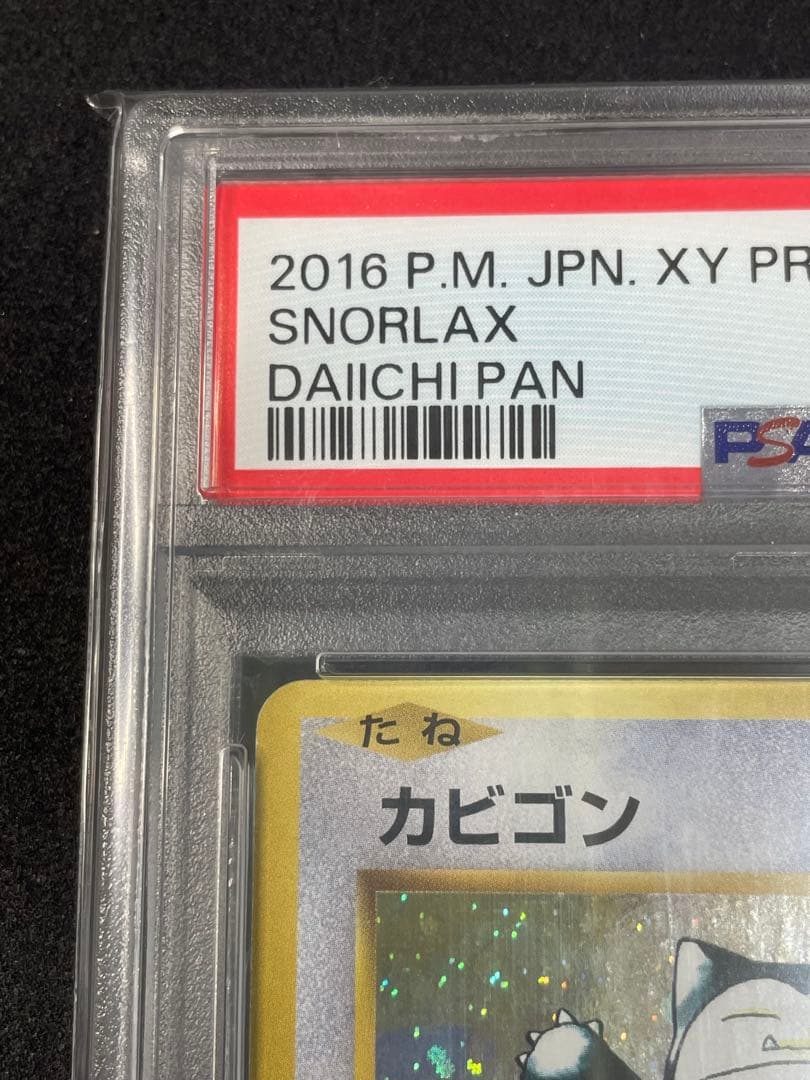 2016 P.M. JPN. XY PR
SNORLAX
DAIICHI PAN
PSA
たね
カビゴン